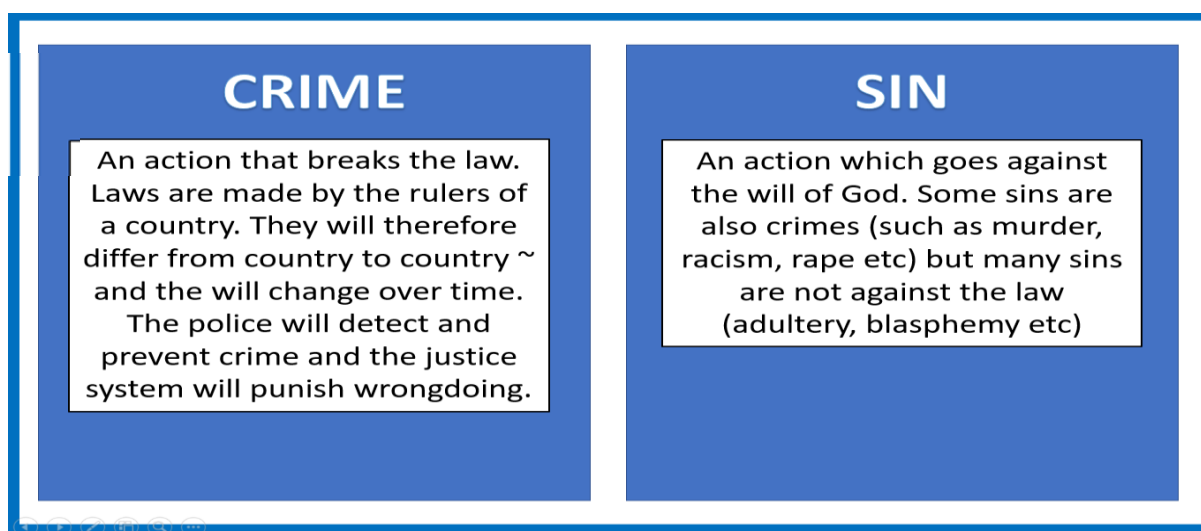 CRIME
An action that breaks the law.
Laws are made by the rulers of
a country. They will therefore
differ from country to country ~
and the will change over time.
The police will detect and
prevent crime and the justice
system will punish wrongdoing.
SIN
An action which goes against
the will of God. Some sins are
also crimes (such as murder,
racism, rape etc) but many sins
are not against the law
(adultery, blasphemy etc)